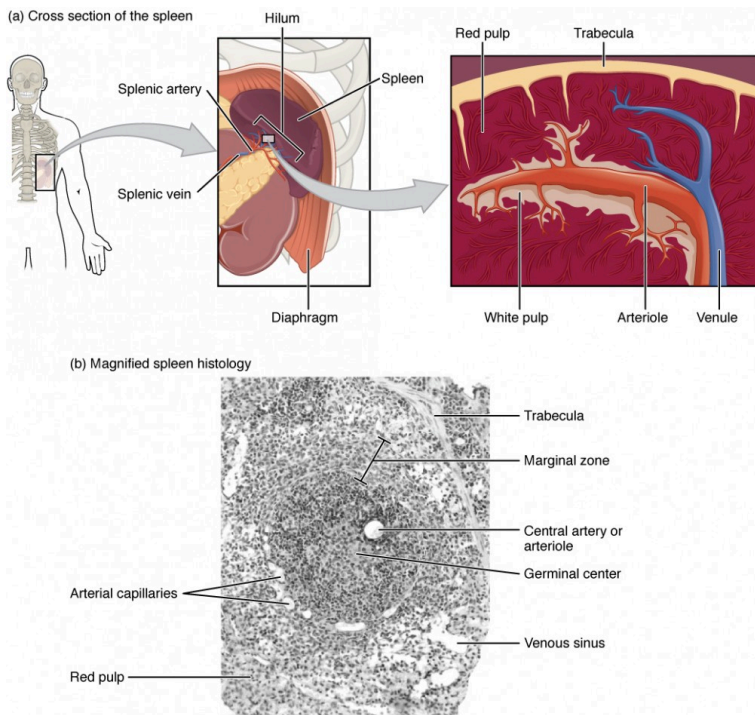 (a) Cross section of the spleen
Hilum
Splenic artery
Spleen
Splenic vein
Diaphragm
Red pulp
Trabecula
White pulp
Arteriole
Venule
(b) Magnified spleen histology
Trabecula
Marginal zone
Central artery or
arteriole
Germinal center
Arterial capillaries
Venous sinus
Red pulp